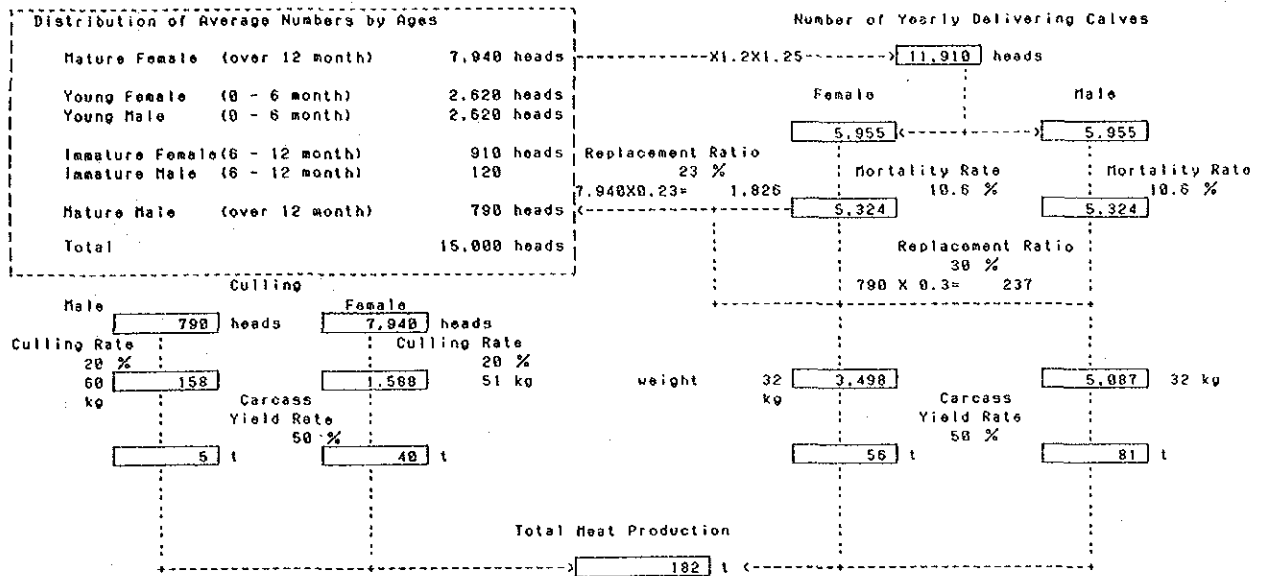 Distribution of Average Numbers by Ages
Mature Female (over 12 month) 7,940 heads
Young Female (0 - 6 month) 2,620 heads
Young Male (0 - 6 month) 2,620 heads
Immature Female(6 - 12 month) 910 heads
Immature Male (6 - 12 month) 120
Mature Male (over 12 month) 790 heads
Total 15,000 heads
Number of Yearly Delivering Calves
X1.2X1.25 11,910 heads
Female Male
5,955 5,955
Replacement Ratio
23 %
7,940X0.23= 1,826
Mortality Rate
10.6 %
Mortality Rate
10.6 %
5,324 5,324
Replacement Ratio
30 %
790 X 0.3= 237
Culling
Male Female
790 heads 7,940 heads
Culling Rate
20 %
Culling Rate
20 %
60 kg 158 1,588 51 kg
weight 32 kg 3,498 5,087 32 kg
Carcass
Yield Rate
50 %
Carcass
Yield Rate
50 %
5 t 40 t 56 t 81 t
Total Meat Production
182 t